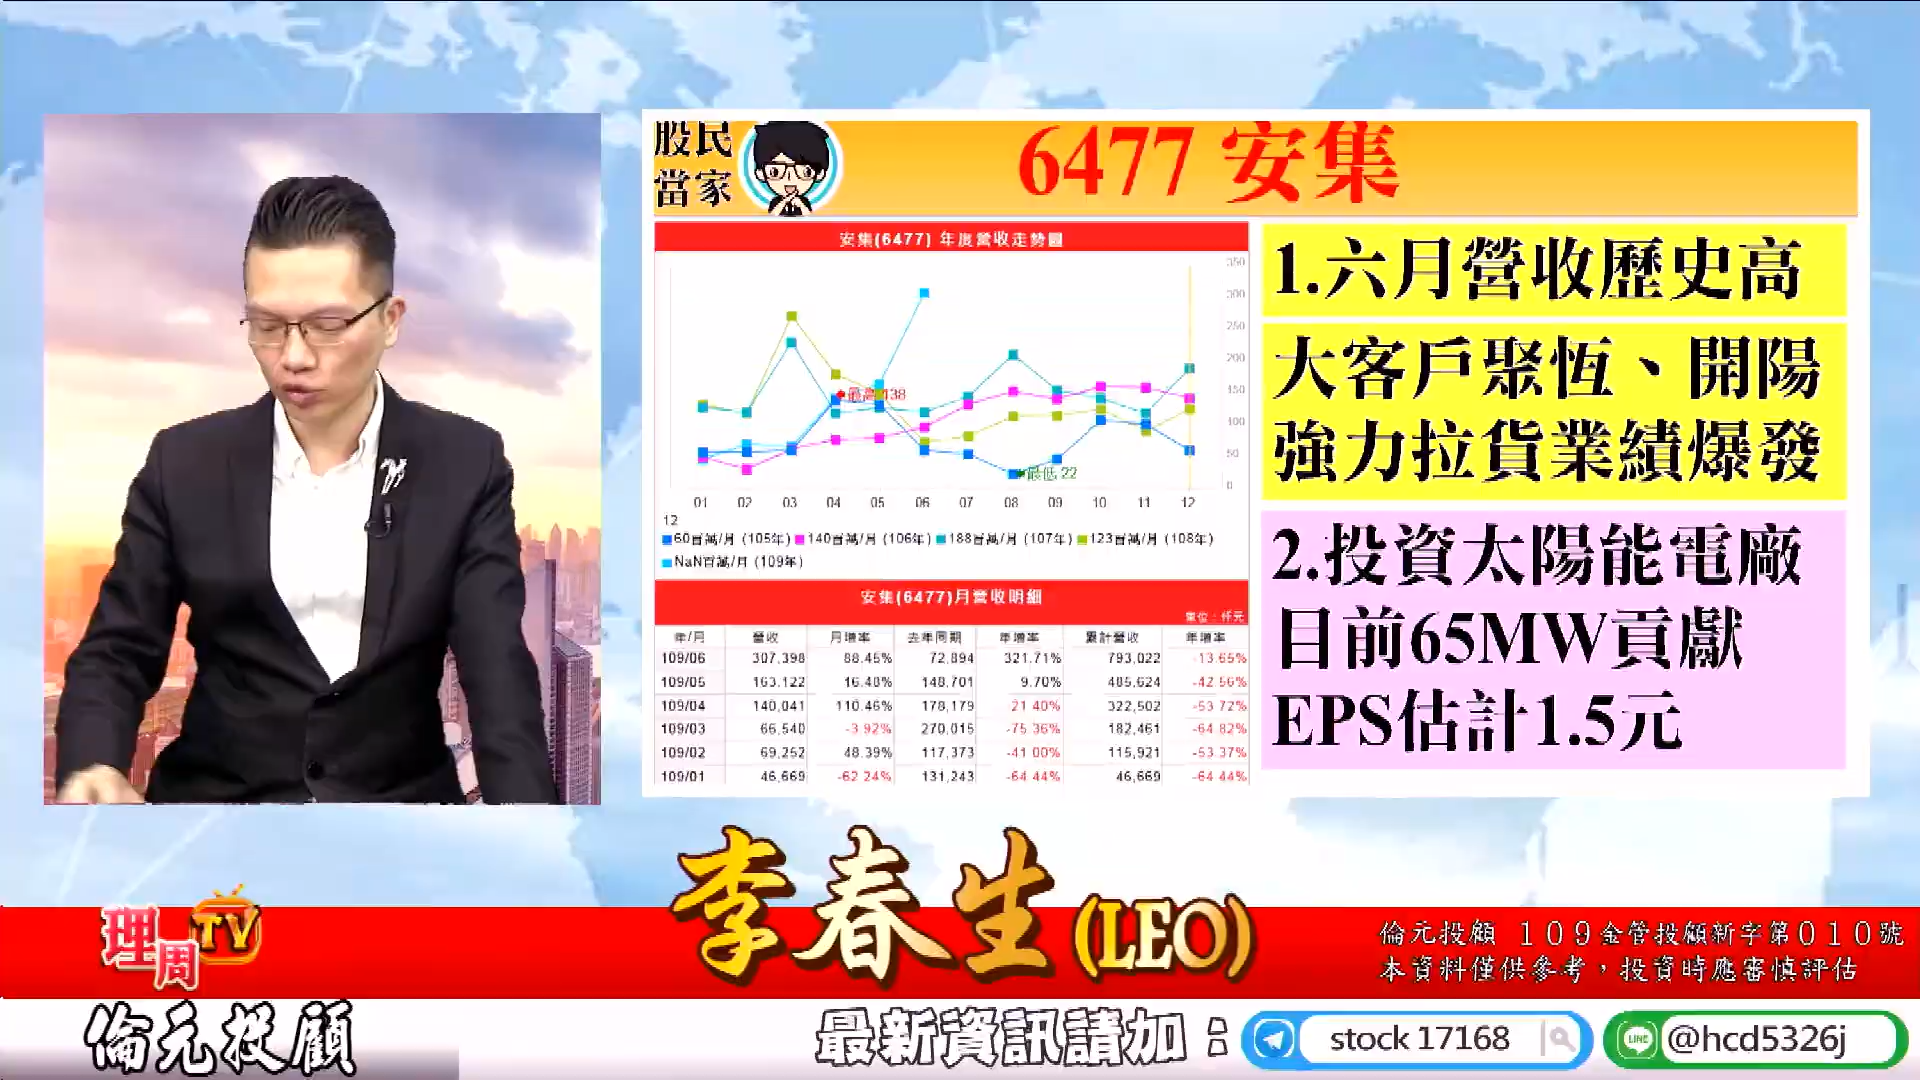 股民
當家
6477 安集
安集(6477) 年度營收走勢圖
350
300
250
200
150
100
50
0
最高 138
最低 22
01 02 03 04 05 06 07 08 09 10 11 12
12
60百萬/月 (105年) 140百萬/月 (106年) 188百萬/月 (107年) 123百萬/月 (108年)
NaN百萬/月 (109年)
安集(6477)月營收明細
單位：仟元
年/月 營收 月增率 去年同期 年增率 累計營收 年增率
109/06 307,398 88.45% 72,894 321.71% 793,022 -13.65%
109/05 163,122 16.48% 148,701 9.70% 485,624 -42.56%
109/04 140,041 110.46% 178,179 21.40% 322,502 -53.72%
109/03 66,540 -3.92% 270,015 -75.36% 182,461 -64.82%
109/02 69,252 48.39% 117,373 -41.00% 115,921 -53.37%
109/01 46,669 -62.24% 131,243 -64.44% 46,669 -64.44%
1.六月營收歷史高
大客戶聚恆、開陽
強力拉貨業績爆發
2.投資太陽能電廠
目前65MW貢獻
EPS估計1.5元
李春生(LEO)
理周TV
倫元投顧 109金管投顧新字第010號
本資料僅供參考，投資時應審慎評估
倫元投顧
最新資訊請加：
stock 17168
LINE
@hcd5326j